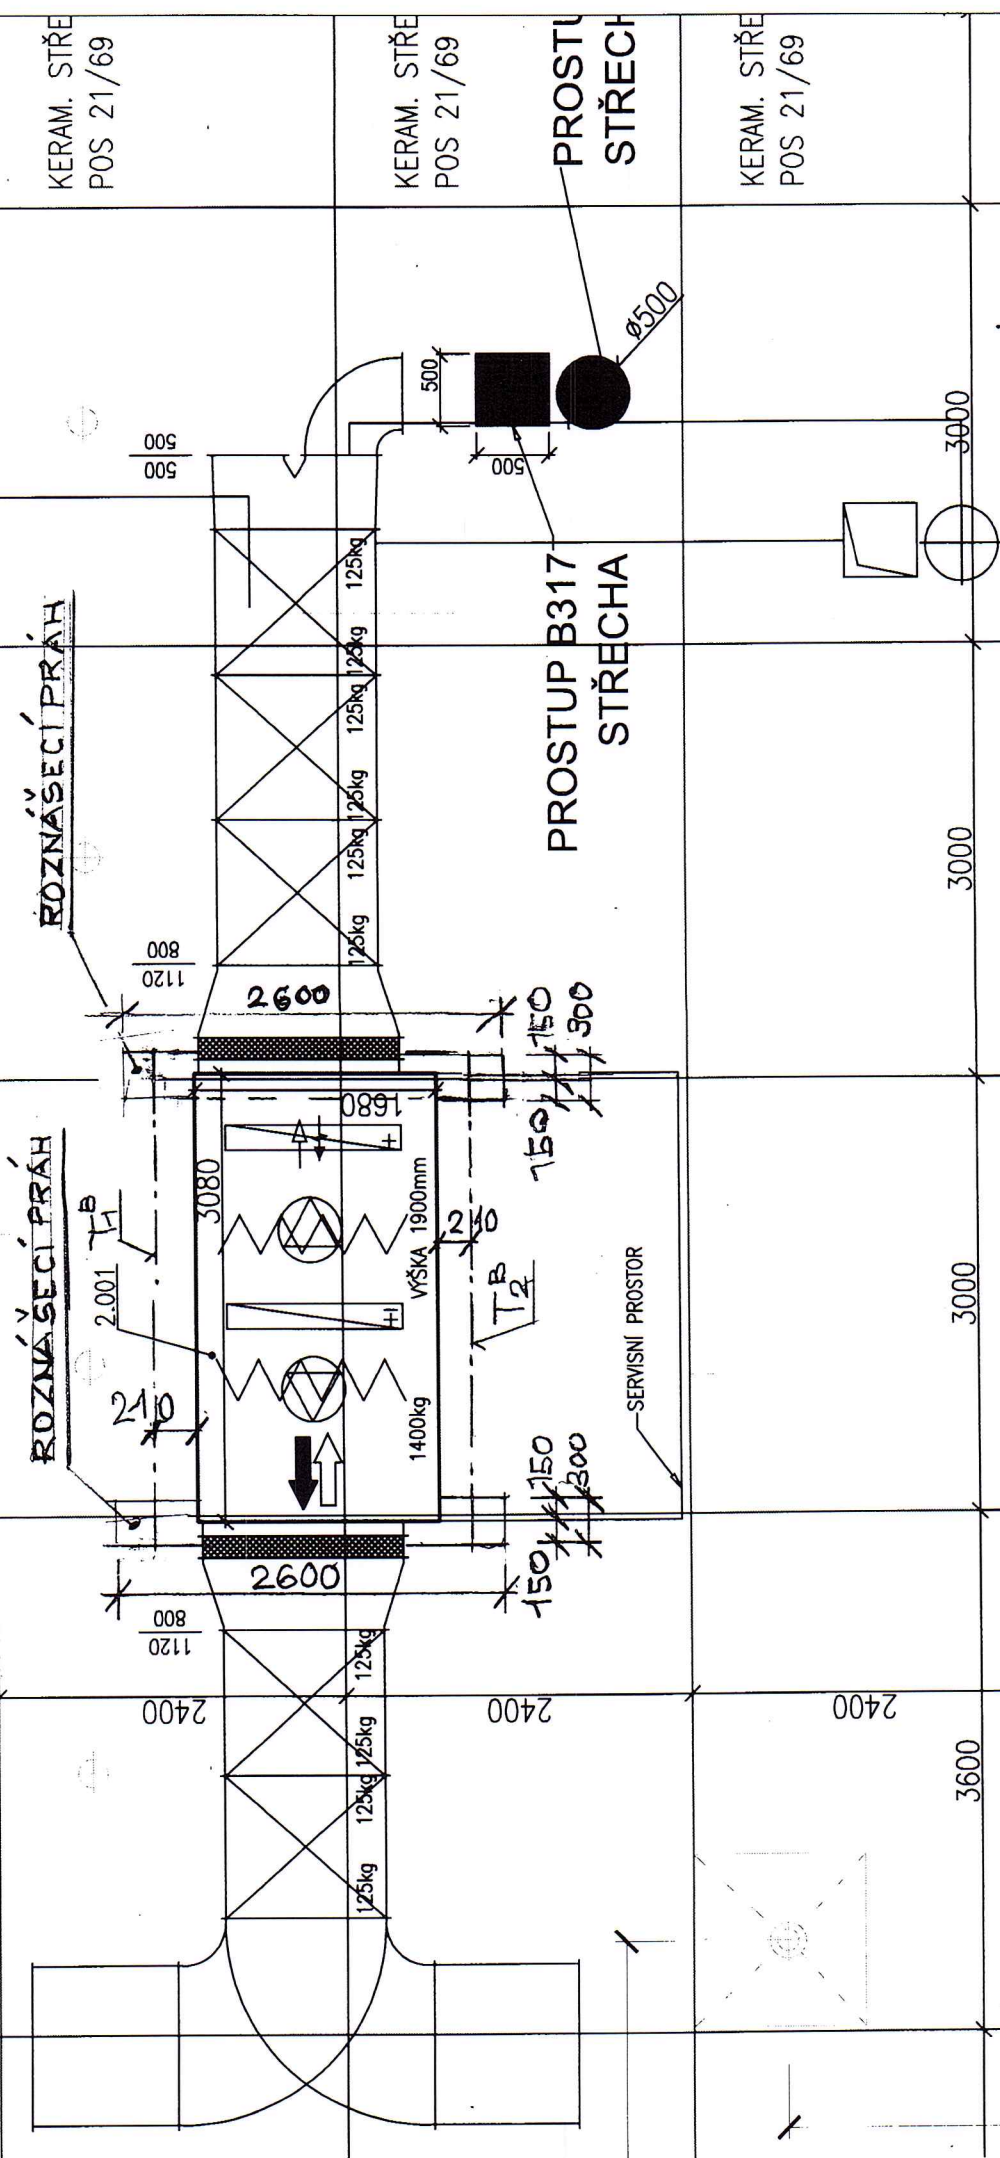 KERAM. STŘE
POS 21/69
KERAM. STŘE
POS 21/69
KERAM. STŘE
POS 21/69
PROSTU
STŘECH
ø500
500
500
500
500
3000
ROZNÁŠECÍ PRÁH
125kg
125kg
125kg
125kg
125kg
125kg
PROSTUP B317
STŘECHA
3000
800
1120
2600
150
300
150
ROZNÁŠECÍ PRÁH
T1B
2.001
3080
1680
VÝŠKA 1900mm
1400kg
210
210
T2B
SERVISNÍ PROSTOR
3000
150
300
150
2600
800
1120
125kg
125kg
125kg
125kg
2400
2400
2400
3600